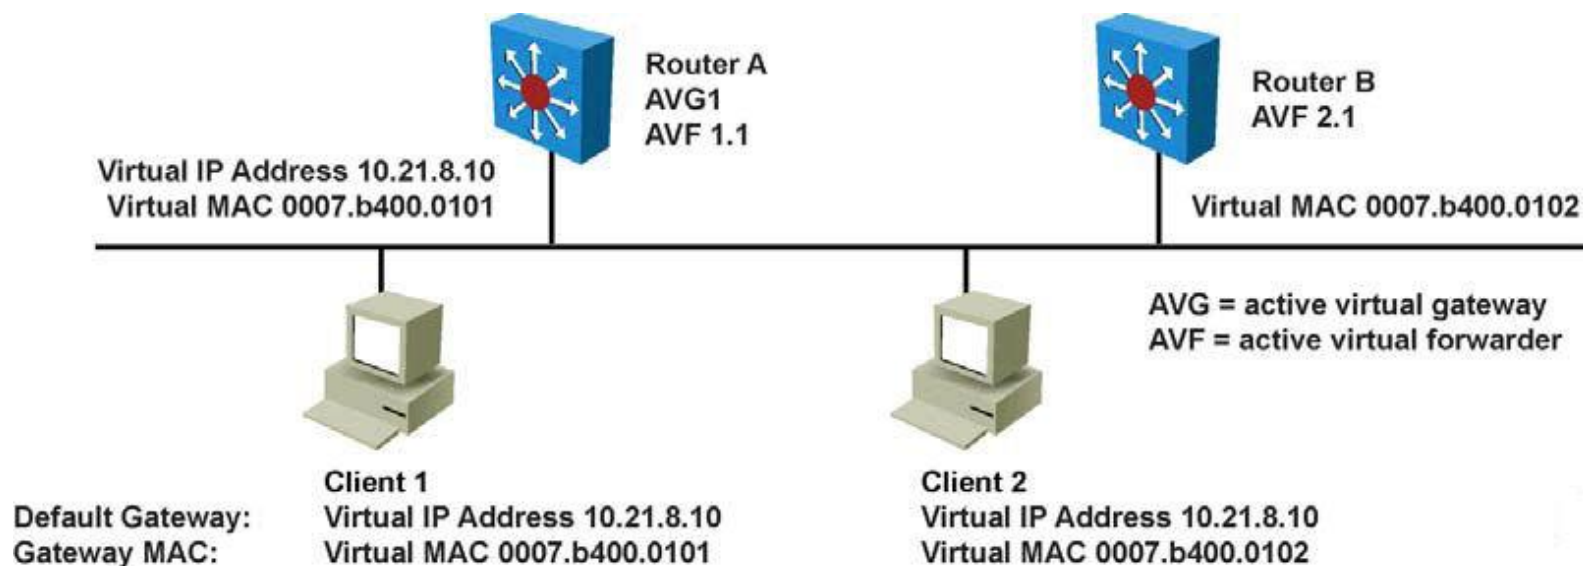 Router A
AVG1
AVF 1.1
Router B
AVF 2.1
Virtual IP Address 10.21.8.10
Virtual MAC 0007.b400.0101
Virtual MAC 0007.b400.0102
AVG = active virtual gateway
AVF = active virtual forwarder
Client 1
Client 2
Default Gateway: Virtual IP Address 10.21.8.10 Virtual IP Address 10.21.8.10
Gateway MAC: Virtual MAC 0007.b400.0101 Virtual MAC 0007.b400.0102